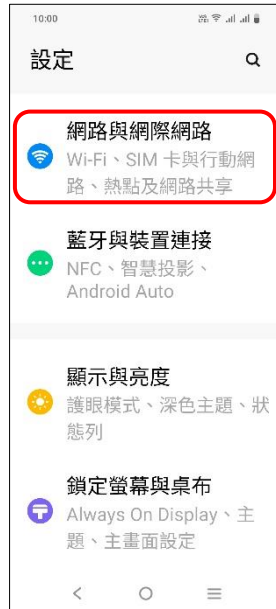 10:00
設定
網路與網際網路
Wi-Fi、SIM 卡與行動網
路、熱點及網路共享
藍牙與裝置連接
NFC、智慧投影、
Android Auto
顯示與亮度
護眼模式、深色主題、狀
態列
鎖定螢幕與桌布
Always On Display、主
題、主畫面設定